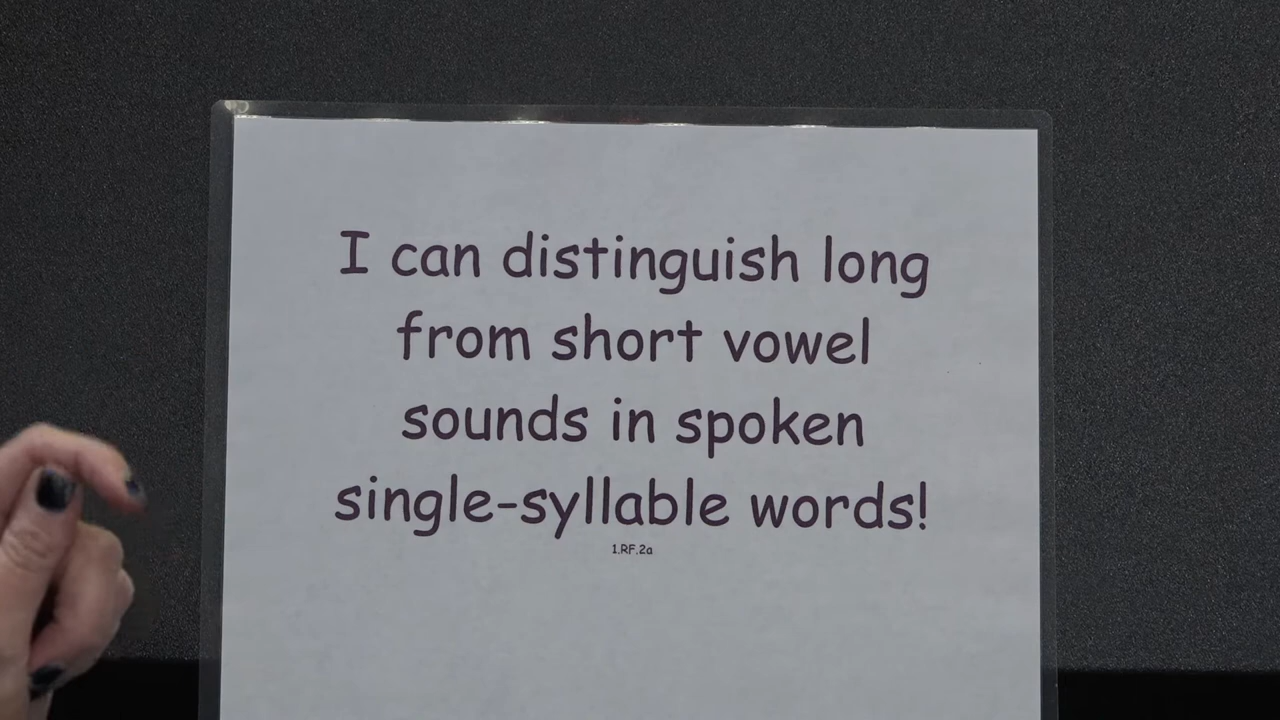 I can distinguish long
from short vowel
sounds in spoken
single-syllable words!
1.RF.2a